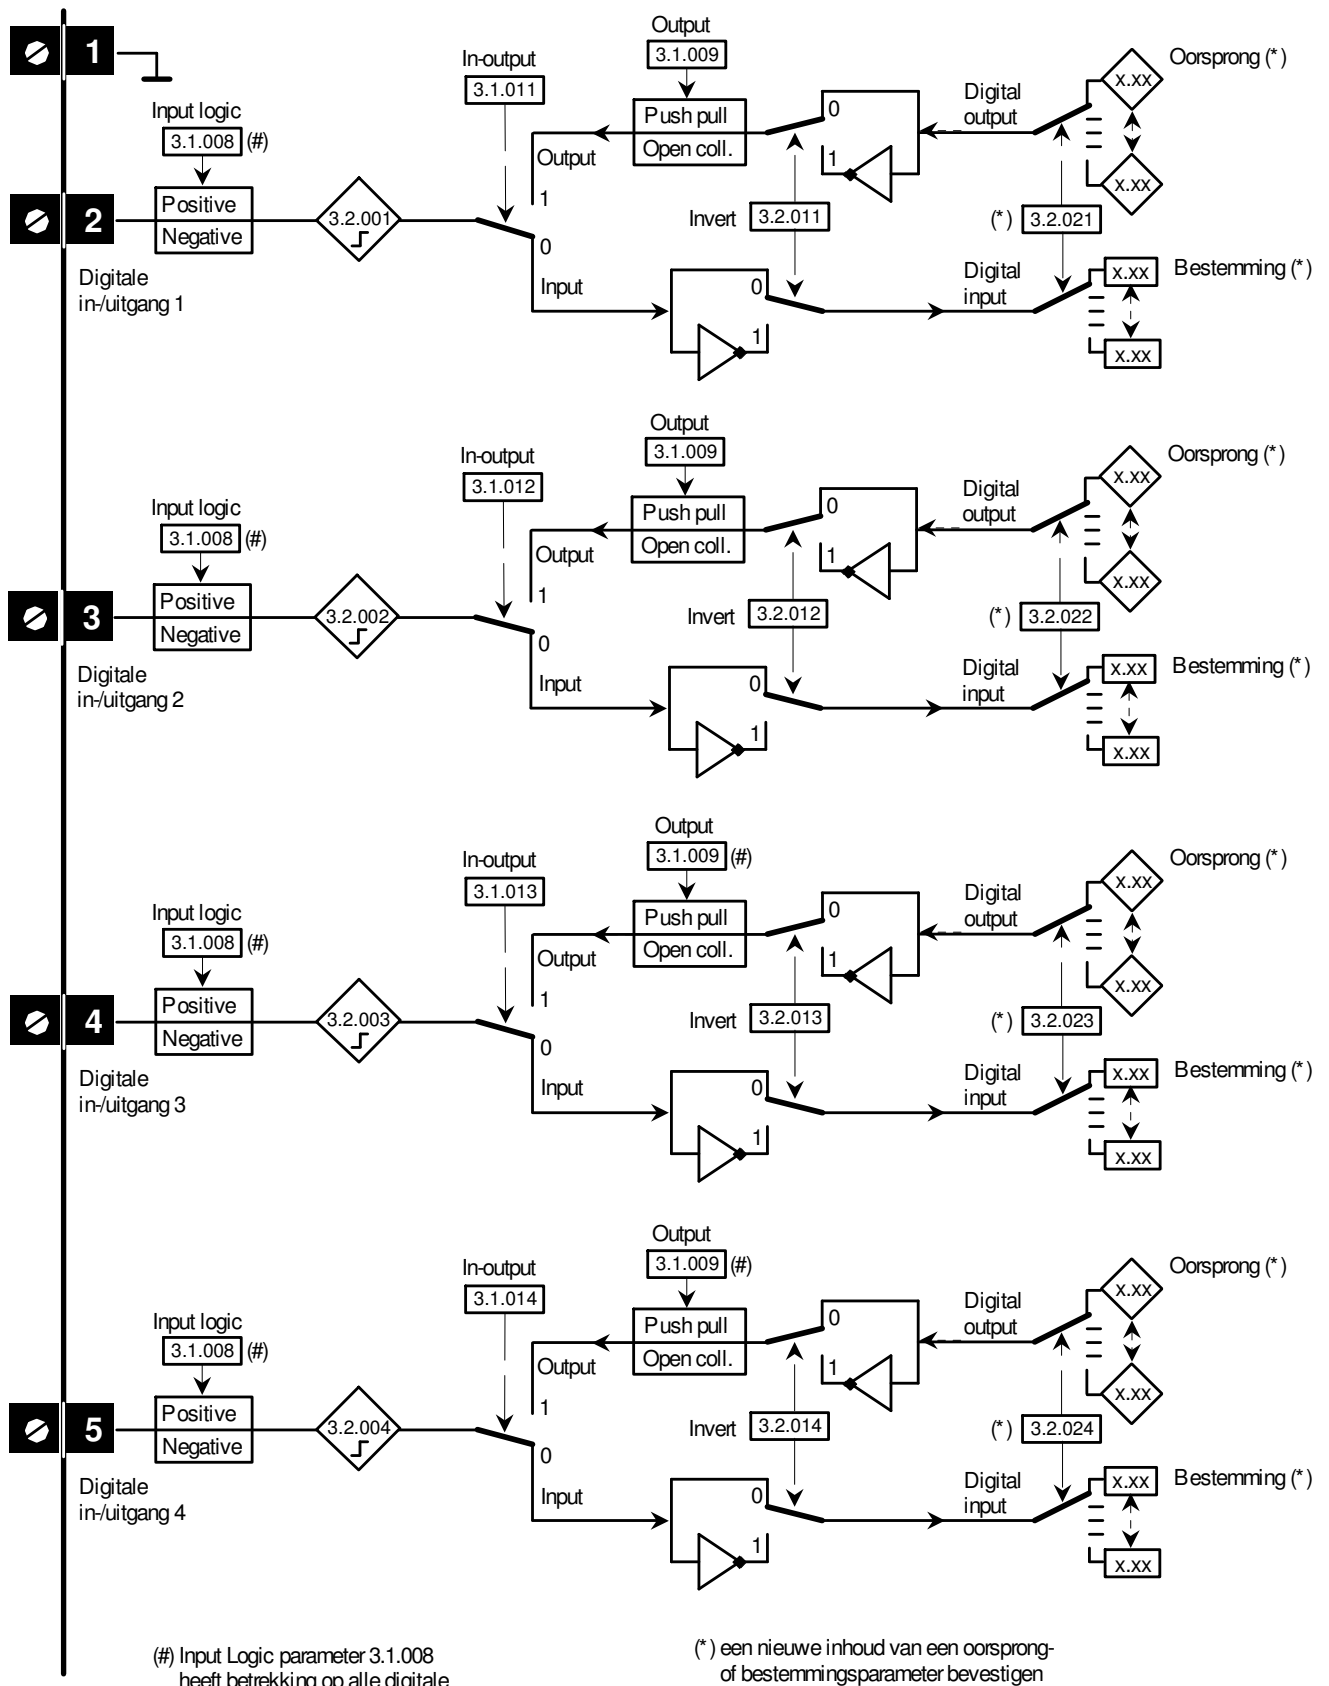 1
Output
3.1.009
In-output
3.1.011
Input logic
3.1.008 (#)
Push pull
Open coll.
0
1
Digital
output
x.xx
x.xx
Oorsprong (*)
Output
1
2
Positive
Negative
3.2.001
0
Input
Invert
3.2.011
(*) 3.2.021
Digitale
in-/uitgang 1
0
1
Digital
input
x.xx
x.xx
Bestemming (*)
Output
3.1.009
In-output
3.1.012
Input logic
3.1.008 (#)
Push pull
Open coll.
0
1
Digital
output
x.xx
x.xx
Oorsprong (*)
Output
1
3
Positive
Negative
3.2.002
0
Input
Invert
3.2.012
(*) 3.2.022
Digitale
in-/uitgang 2
0
1
Digital
input
x.xx
x.xx
Bestemming (*)
Output
3.1.009 (#)
In-output
3.1.013
Input logic
3.1.008 (#)
Push pull
Open coll.
0
1
Digital
output
x.xx
x.xx
Oorsprong (*)
Output
1
4
Positive
Negative
3.2.003
0
Input
Invert
3.2.013
(*) 3.2.023
Digitale
in-/uitgang 3
0
1
Digital
input
x.xx
x.xx
Bestemming (*)
Output
3.1.009 (#)
In-output
3.1.014
Input logic
3.1.008 (#)
Push pull
Open coll.
0
1
Digital
output
x.xx
x.xx
Oorsprong (*)
Output
1
5
Positive
Negative
3.2.004
0
Input
Invert
3.2.014
(*) 3.2.024
Digitale
in-/uitgang 4
0
1
Digital
input
x.xx
x.xx
Bestemming (*)
(#) Input Logic parameter 3.1.008
heeft betrekking op alle digitale
(*) een nieuwe inhoud van een oorsprong-
of bestemmingsparameter bevestigen